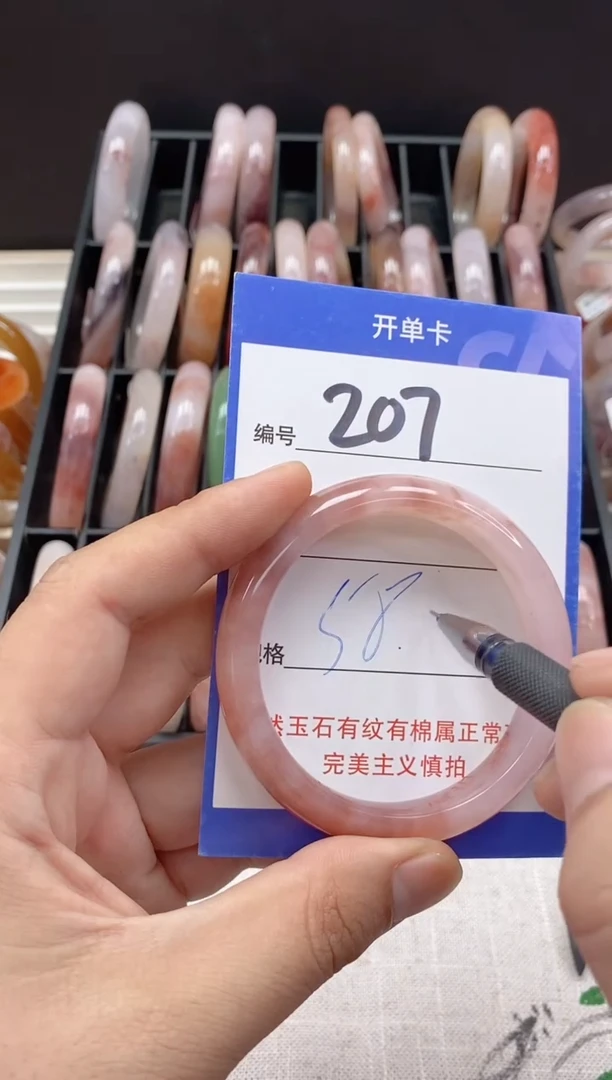 开单卡
编号 207
格 58.
玉石有纹有棉属正常
完美主义慎拍